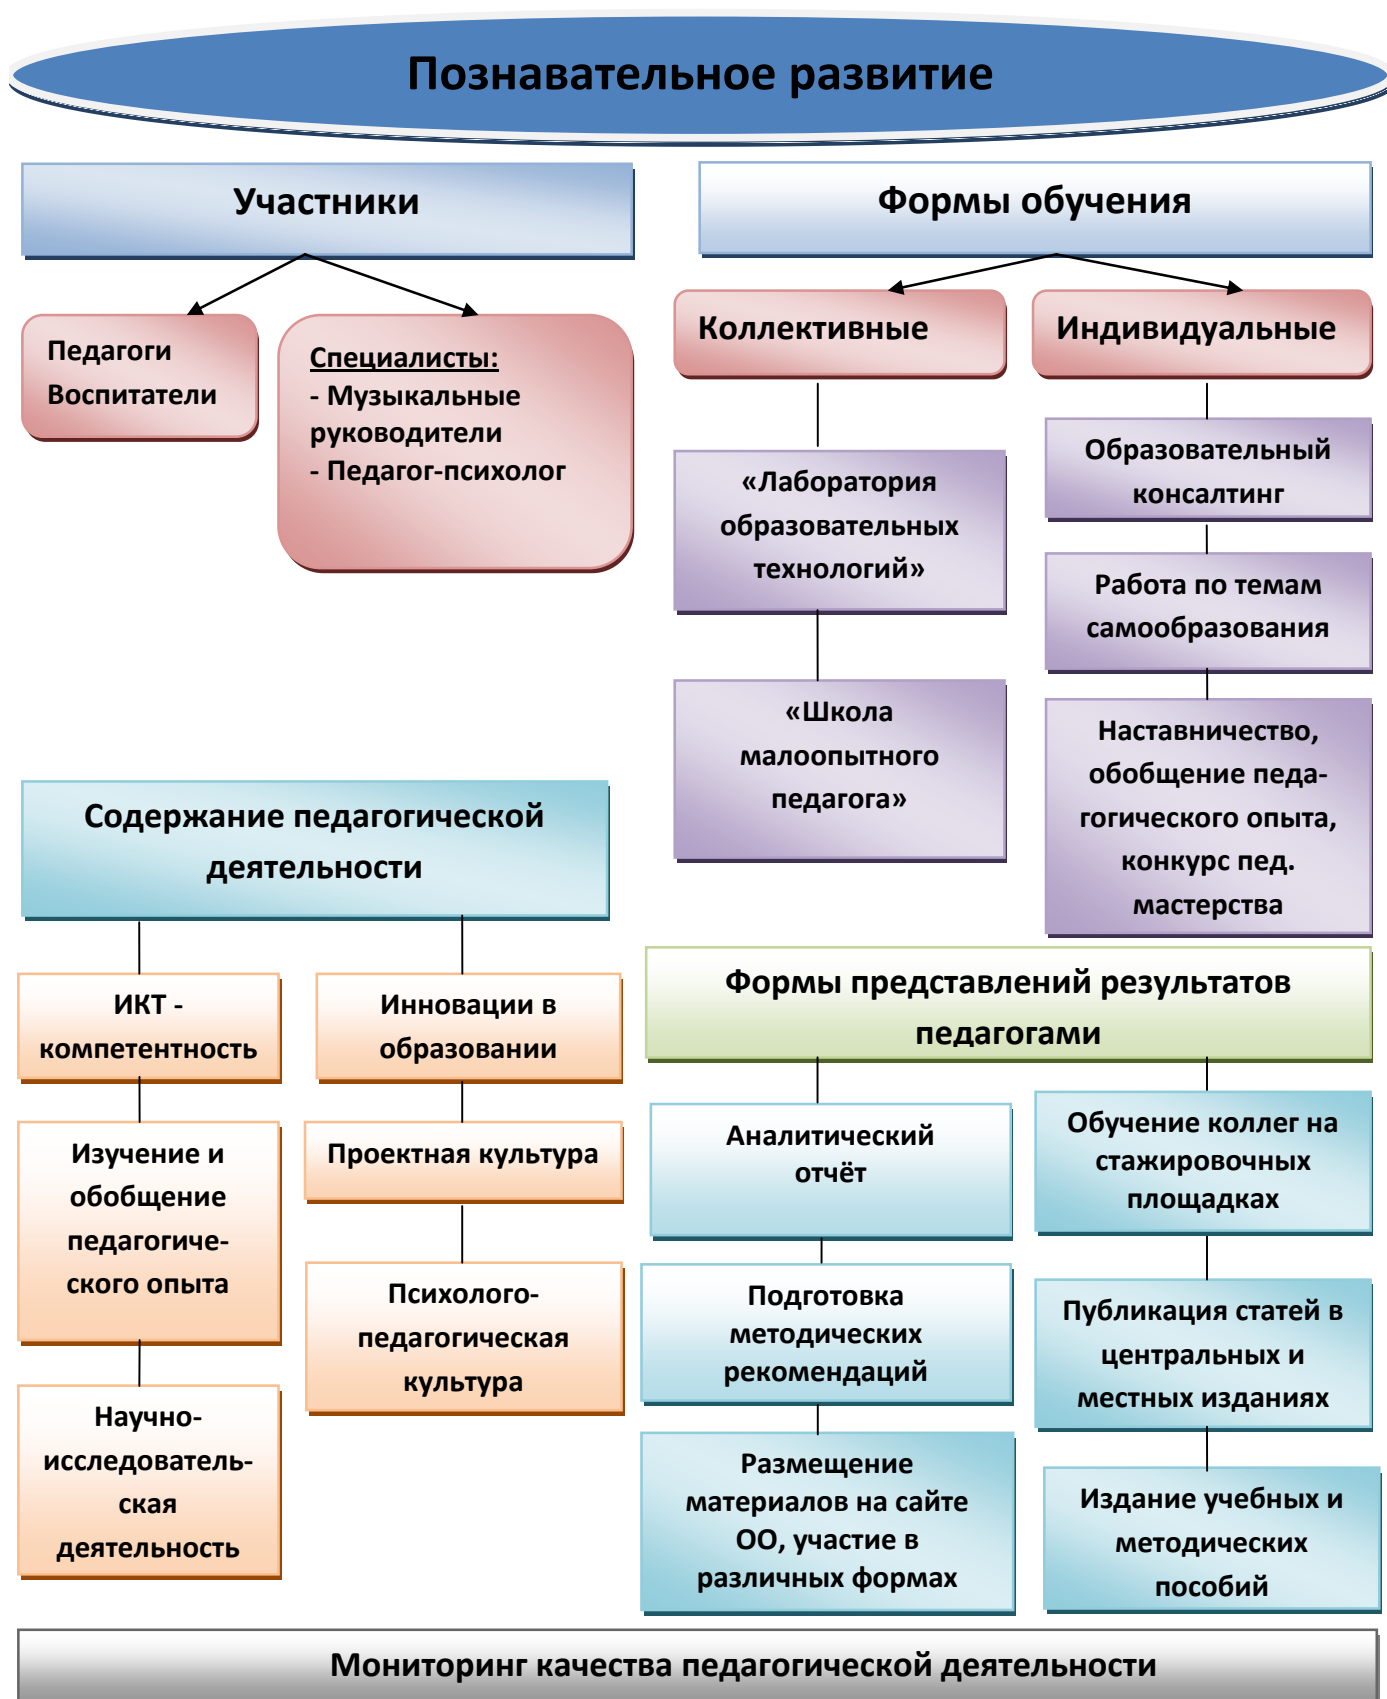 Познавательное развитие
Участники
Педагоги
Воспитатели
Специалисты:
- Музыкальные
руководители
- Педагог-психолог
Формы обучения
Коллективные
«Лаборатория
образовательных
технологий»
«Школа
малоопытного
педагога»
Индивидуальные
Образовательный
консалтинг
Работа по темам
самообразования
Наставничество,
обобщение педа-
гогического опыта,
конкурс пед.
мастерства
Содержание педагогической
деятельности
ИКТ -
компетентность
Изучение и
обобщение
педагогиче-
ского опыта
Научно-
исследователь-
ская
деятельность
Инновации в
образовании
Проектная культура
Психолого-
педагогическая
культура
Формы представлений результатов
педагогами
Аналитический
отчёт
Подготовка
методических
рекомендаций
Размещение
материалов на сайте
ОО, участие в
различных формах
Обучение коллег на
стажировочных
площадках
Публикация статей в
центральных и
местных изданиях
Издание учебных и
методических
пособий
Мониторинг качества педагогической деятельности